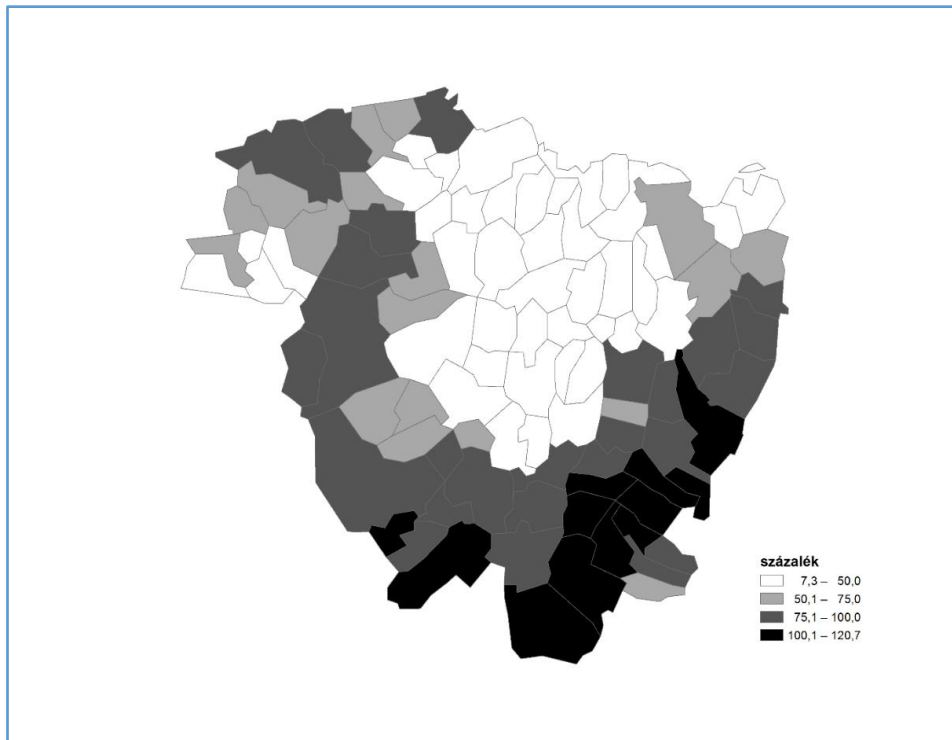 százalék
7,3 – 50,0
50,1 – 75,0
75,1 – 100,0
100,1 – 120,7